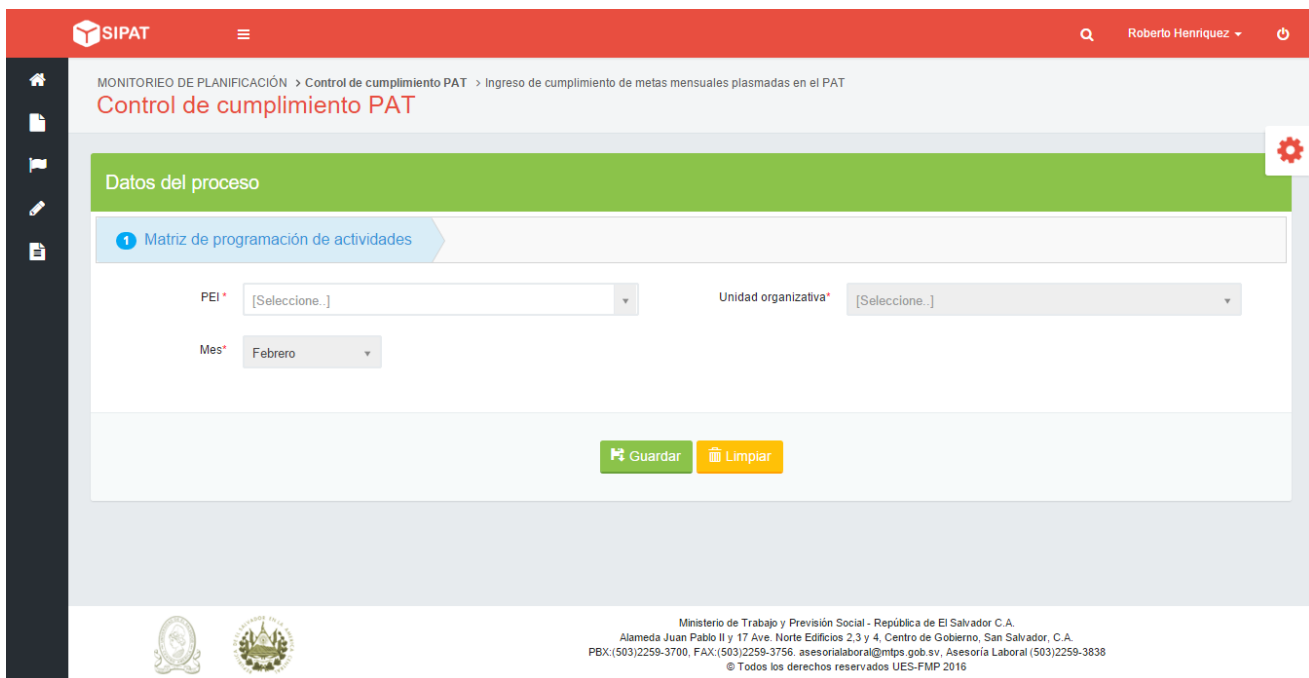 SIPAT
Roberto Henriquez
MONITORIEO DE PLANIFICACIÓN > Control de cumplimiento PAT > Ingreso de cumplimiento de metas mensuales plasmadas en el PAT
Control de cumplimiento PAT
Datos del proceso
1 Matriz de programación de actividades
PEI * [Seleccione..] Unidad organizativa* [Seleccione..]
Mes* Febrero
Guardar Limpiar
Ministerio de Trabajo y Previsión Social - República de El Salvador C.A.
Alameda Juan Pablo II y 17 Ave. Norte Edificios 2,3 y 4, Centro de Gobierno, San Salvador, C.A.
PBX:(503)2259-3700, FAX:(503)2259-3756. asesorialaboral@mtps.gob.sv, Asesoría Laboral (503)2259-3838
© Todos los derechos reservados UES-FMP 2016